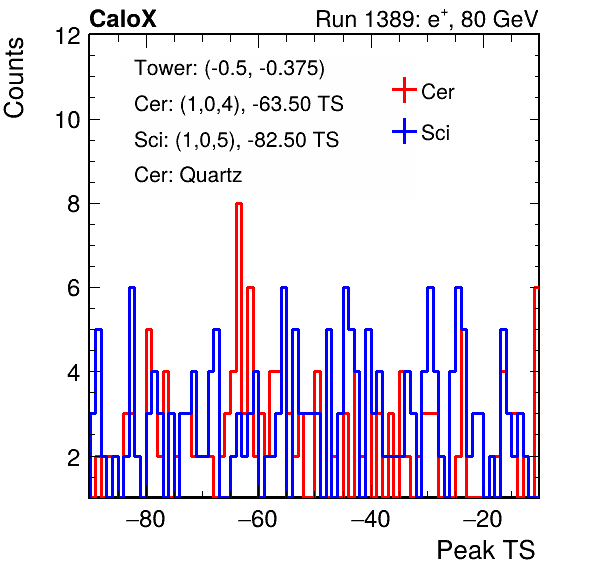 CaloX
Run 1389: e+, 80 GeV
Counts
12
10
8
6
4
2
Tower: (-0.5, -0.375)
Cer: (1,0,4), -63.50 TS
Sci: (1,0,5), -82.50 TS
Cer: Quartz
Cer
Sci
−80
−60
−40
−20
Peak TS